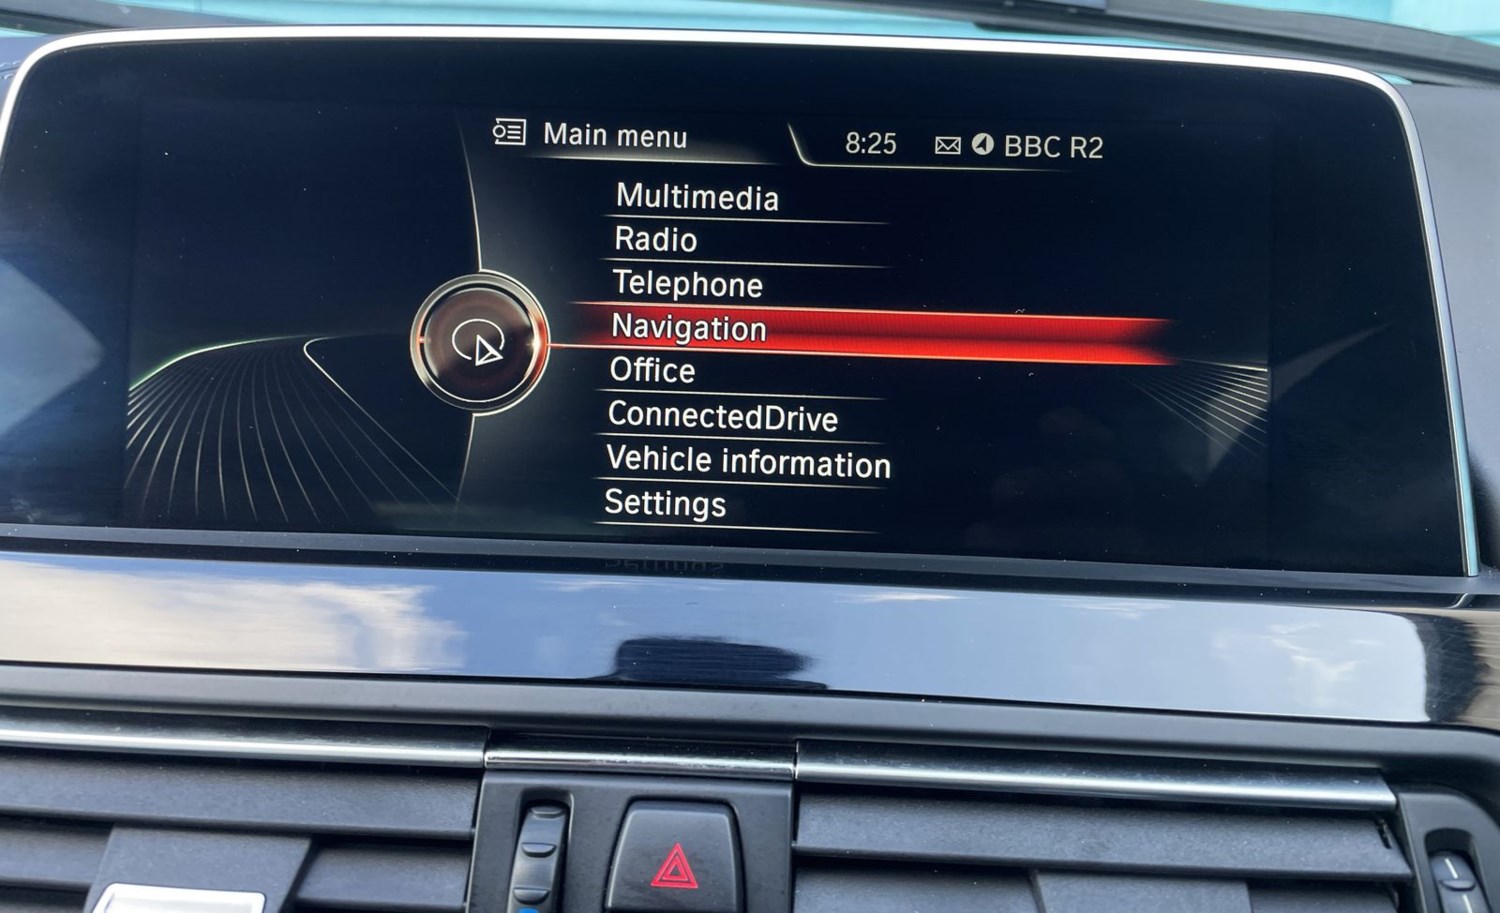 Main menu 8:25 BBC R2
Multimedia
Radio
Telephone
Navigation
Office
ConnectedDrive
Vehicle information
Settings